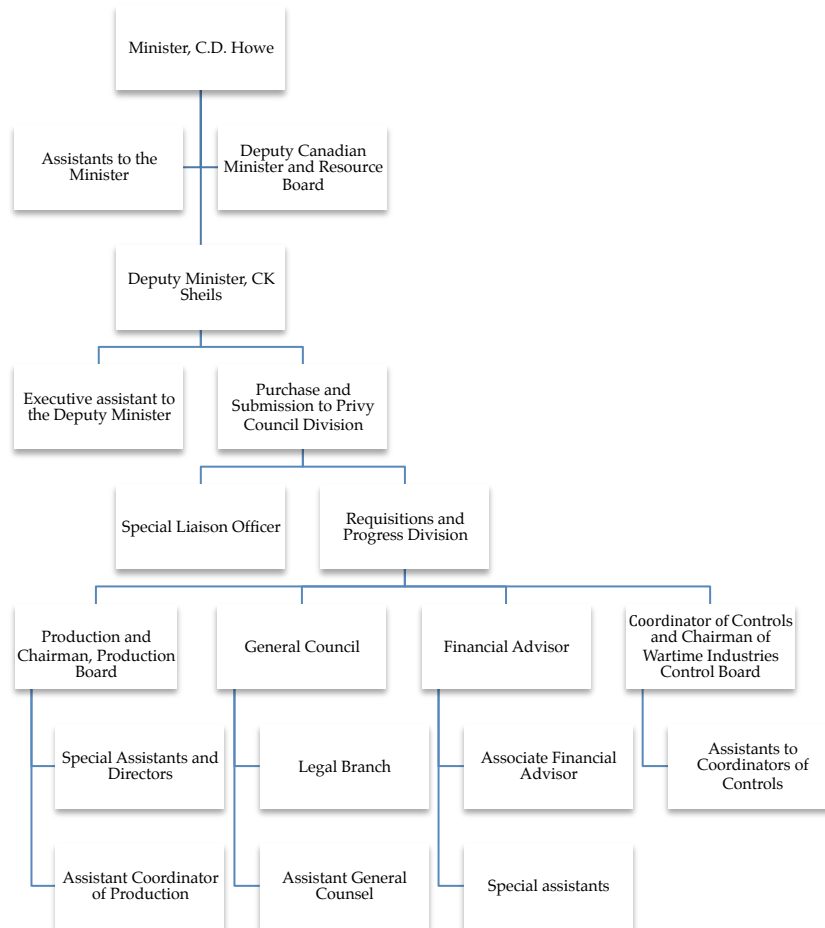 Minister, C.D. Howe
Assistants to the
Minister
Deputy Canadian
Minister and Resource
Board
Deputy Minister, CK
Sheils
Executive assistant to
the Deputy Minister
Purchase and
Submission to Privy
Council Division
Special Liaison Officer
Requisitions and
Progress Division
Production and
Chairman, Production
Board
General Council
Financial Advisor
Coordinator of Controls
and Chairman of
Wartime Industries
Control Board
Special Assistants and
Directors
Legal Branch
Associate Financial
Advisor
Assistants to
Coordinators of
Controls
Assistant Coordinator
of Production
Assistant General
Counsel
Special assistants